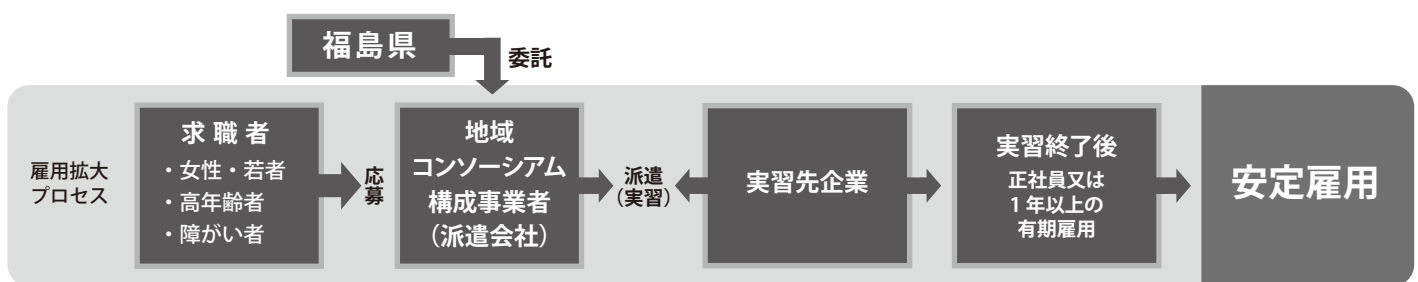 福島県
委託
雇用拡大
プロセス
求職者
・女性・若者
・高年齢者
・障がい者
応募
地域
コンソーシアム
構成事業者
（派遣会社）
派遣
（実習）
実習先企業
実習終了後
正社員又は
1年以上の
有期雇用
安定雇用